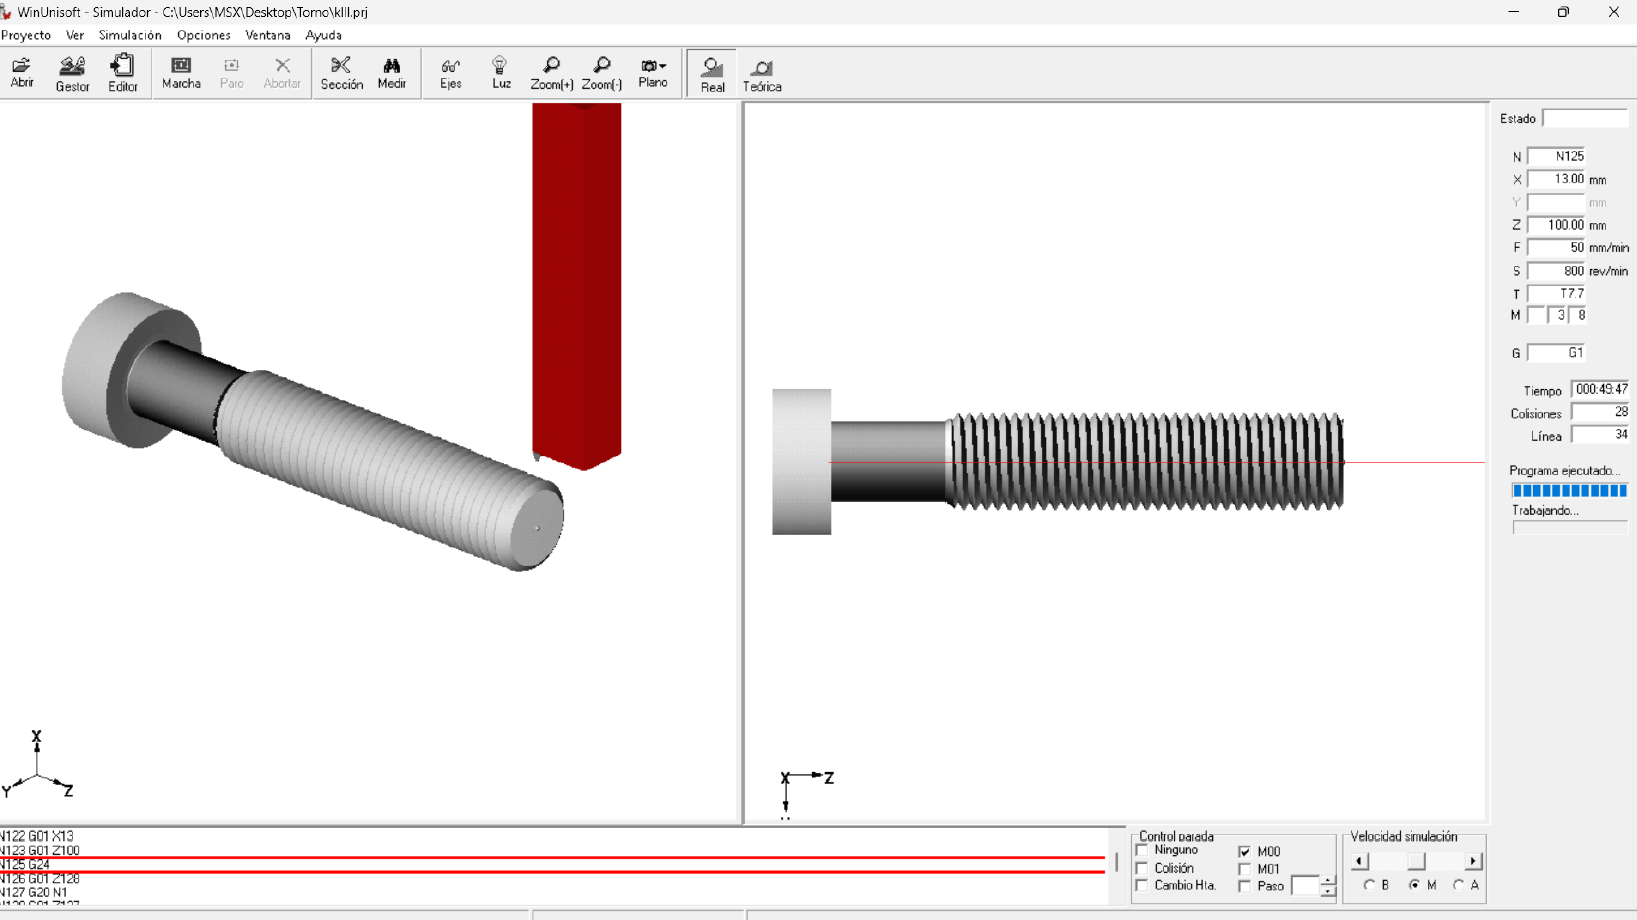 WinUnisoft - Simulador - C:\Users\MSX\Desktop\Torno\klll.prj
Proyecto Ver Simulación Opciones Ventana Ayuda
Abrir Gestor Editor Marcha Paro Abortar Sección Medir Ejes Luz Zoom(+) Zoom(-) Plano Real Teórica
Estado
N N125
X 13.00 mm
Y mm
Z 100.00 mm
F 50 mm/min
S 800 rev/min
T T7.7
M 3 8
G G1
Tiempo 000:49:47
Colisiones 28
Línea 34
Programa ejecutado...
Trabajando...
X
Y Z
X Z
N122 G01 X13
N123 G01 Z100
N125 G24
N126 G01 Z128
N127 G20 N1
Control parada
Ninguno M00
Colisión M01
Cambio Hta. Paso
Velocidad simulación
B M A